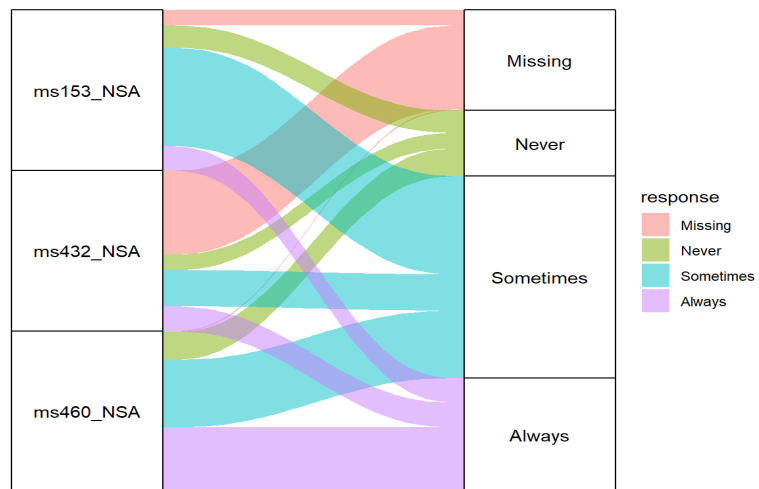 ms153_NSA
ms432_NSA
ms460_NSA
Missing
Never
Sometimes
Always
response
Missing
Never
Sometimes
Always